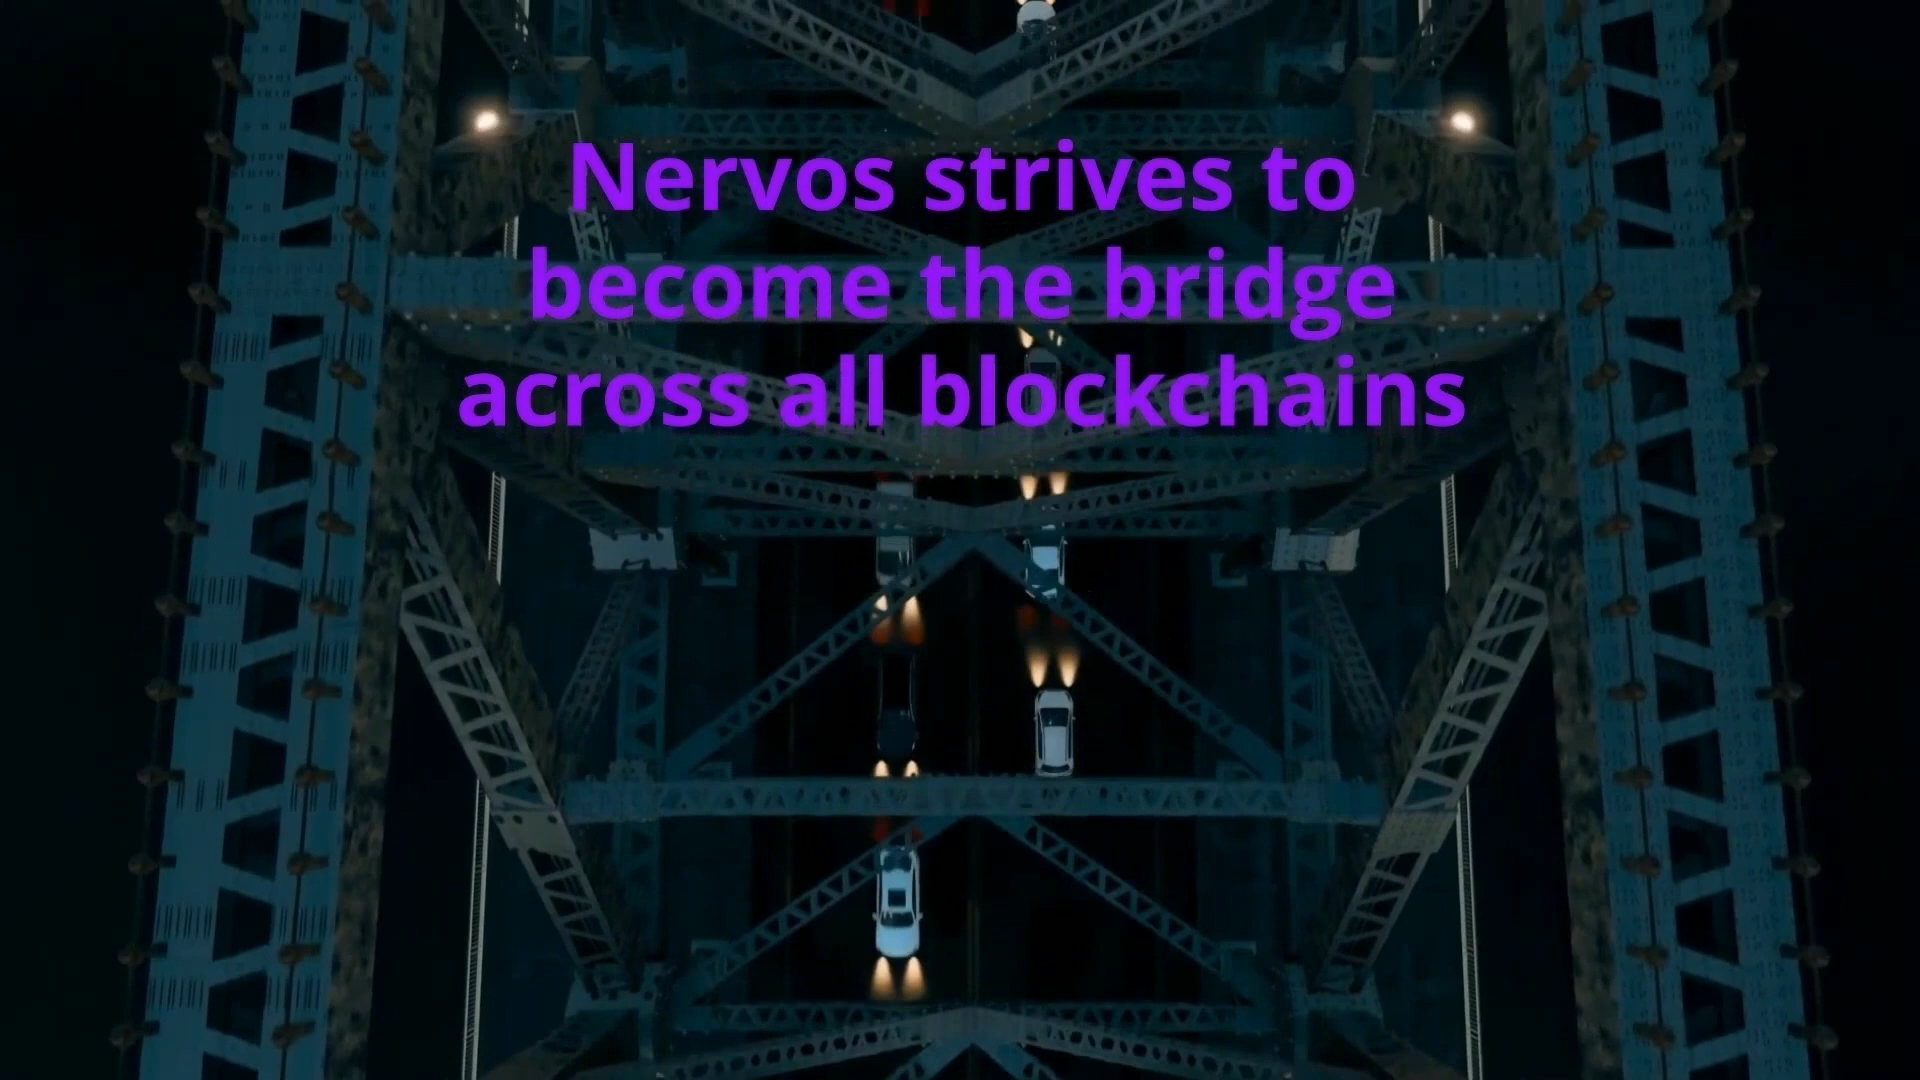 Nervos strives to
become the bridge
across all blockchains